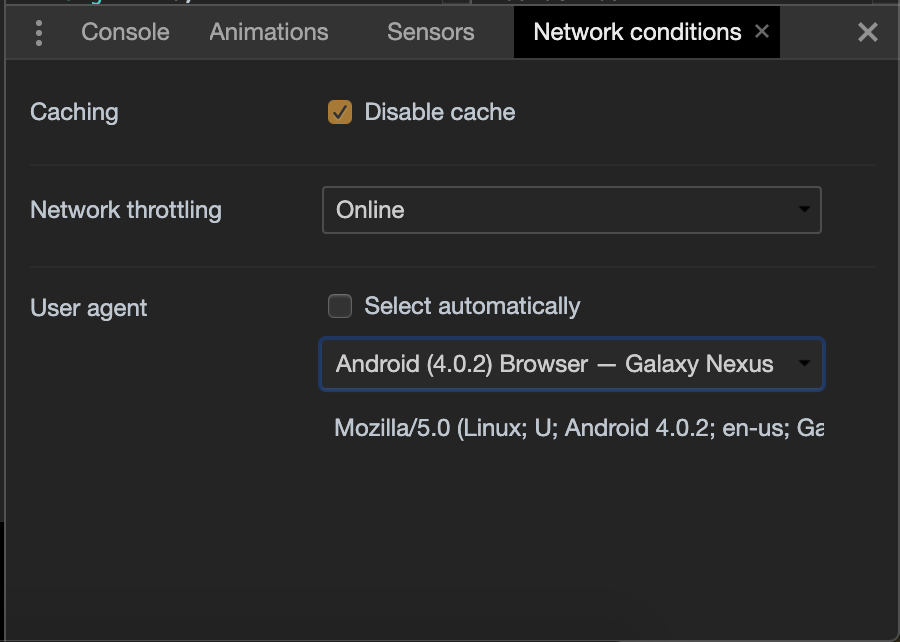 Console Animations Sensors Network conditions
Caching Disable cache
Network throttling Online
User agent Select automatically
Android (4.0.2) Browser — Galaxy Nexus
Mozilla/5.0 (Linux; U; Android 4.0.2; en-us; Ga